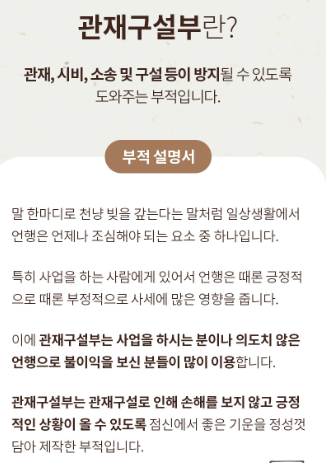 관재구설부란?
관재, 시비, 소송 및 구설 등이 방지될 수 있도록
도와주는 부적입니다.
부적 설명서
말 한마디로 천냥 빚을 갚는다는 말처럼 일상생활에서
언행은 언제나 조심해야 되는 요소 중 하나입니다.
특히 사업을 하는 사람에게 있어서 언행은 때론 긍정적
으로 때론 부정적으로 사세에 많은 영향을 줍니다.
이에 관재구설부는 사업을 하시는 분이나 의도치 않은
언행으로 불이익을 보신 분들이 많이 이용합니다.
관재구설부는 관재구설로 인해 손해를 보지 않고 긍정
적인 상황이 올 수 있도록 점신에서 좋은 기운을 정성껏
담아 제작한 부적입니다.